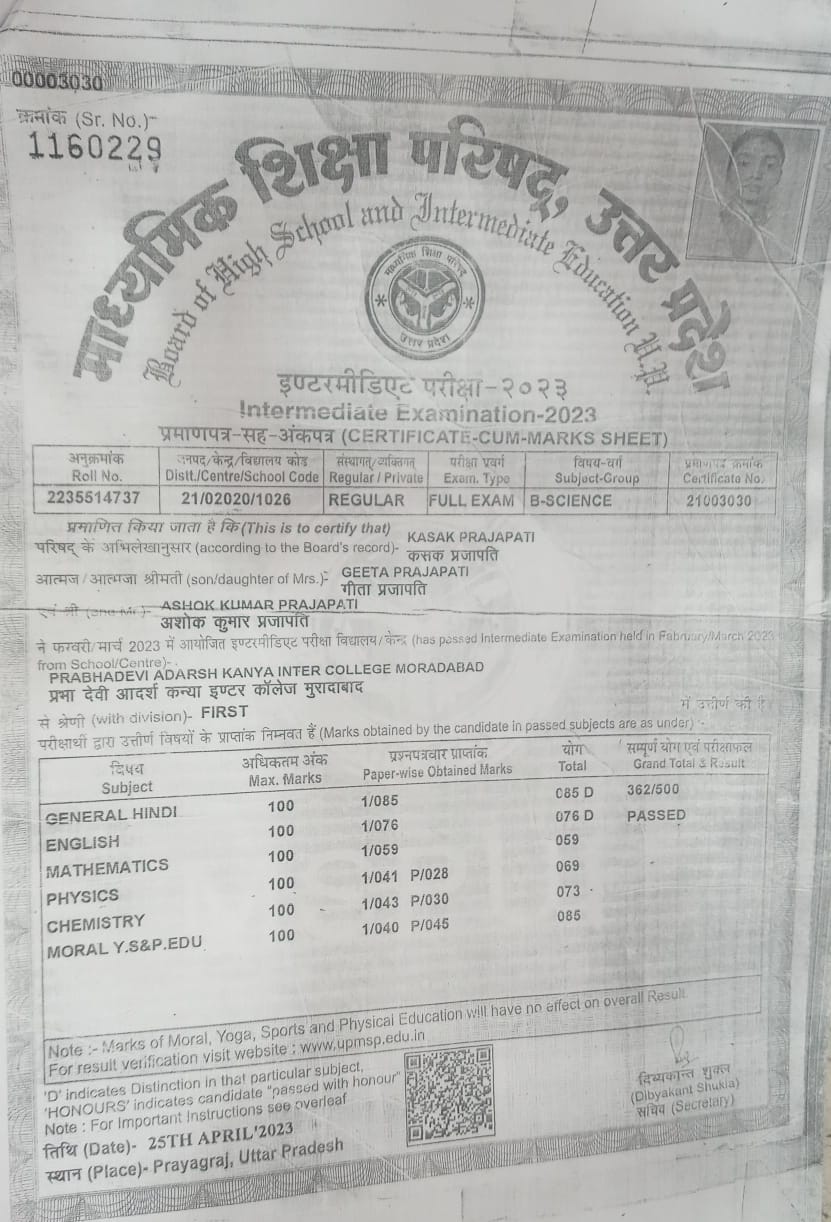 00003030
क्रमांक (Sr. No.)-
1160229
माध्यमिक शिक्षा परिषद्, उत्तर प्रदेश
Board of High School and Intermediate Education U.P.
माध्यमिक शिक्षा परिषद्
उत्तर प्रदेश
इण्टरमीडिएट परीक्षा-२०२३
Intermediate Examination-2023
प्रमाणपत्र-सह-अंकपत्र (CERTIFICATE-CUM-MARKS SHEET)
अनुक्रमांक जनपद/केन्द्र/विद्यालय कोड संस्थागत/व्यक्तिगत परीक्षा प्रवर्ग विषय-वर्ग प्रमाणपत्र क्रमांक
Roll No. Distt./Centre/School Code Regular / Private Exam. Type Subject-Group Certificate No.
2235514737 21/02020/1026 REGULAR FULL EXAM B-SCIENCE 21003030
प्रमाणित किया जाता है कि (This is to certify that)
परिषद् के अभिलेखानुसार (according to the Board's record)- KASAK PRAJAPATI
कसक प्रजापति
आत्मज/आत्मजा श्रीमती (son/daughter of Mrs.)- GEETA PRAJAPATI
गीता प्रजापति
एवं श्री (and Mr.)- ASHOK KUMAR PRAJAPATI
अशोक कुमार प्रजापति
ने फरवरी/मार्च 2023 में आयोजित इण्टरमीडिएट परीक्षा विद्यालय/केन्द्र (has passed Intermediate Examination held in Fabruary/March 2023
from School/Centre)-
PRABHADEVI ADARSH KANYA INTER COLLEGE MORADABAD
प्रभा देवी आदर्श कन्या इण्टर कॉलेज मुरादाबाद
से श्रेणी (with division)- FIRST में उत्तीर्ण की है
परीक्षार्थी द्वारा उत्तीर्ण विषयों के प्राप्तांक निम्नवत हैं (Marks obtained by the candidate in passed subjects are as under) :-
विषय अधिकतम अंक प्रश्नपत्रवार प्राप्तांक योग सम्पूर्ण योग एवं परीक्षाफल
Subject Max. Marks Paper-wise Obtained Marks Total Grand Total & Result
GENERAL HINDI 100 1/085 085 D 362/500
ENGLISH 100 1/076 076 D PASSED
MATHEMATICS 100 1/059 059
PHYSICS 100 1/041 P/028 069
CHEMISTRY 100 1/043 P/030 073
MORAL Y.S&P.EDU 100 1/040 P/045 085
Note :- Marks of Moral, Yoga, Sports and Physical Education will have no effect on overall Result
For result verification visit website : www.upmsp.edu.in
'D' indicates Distinction in that particular subject,
'HONOURS' indicates candidate "passed with honour"
Note : For Important Instructions see overleaf
तिथि (Date)- 25TH APRIL'2023
स्थान (Place)- Prayagraj, Uttar Pradesh
दिव्यकान्त शुक्ल
(Dibyakant Shukla)
सचिव (Secretary)